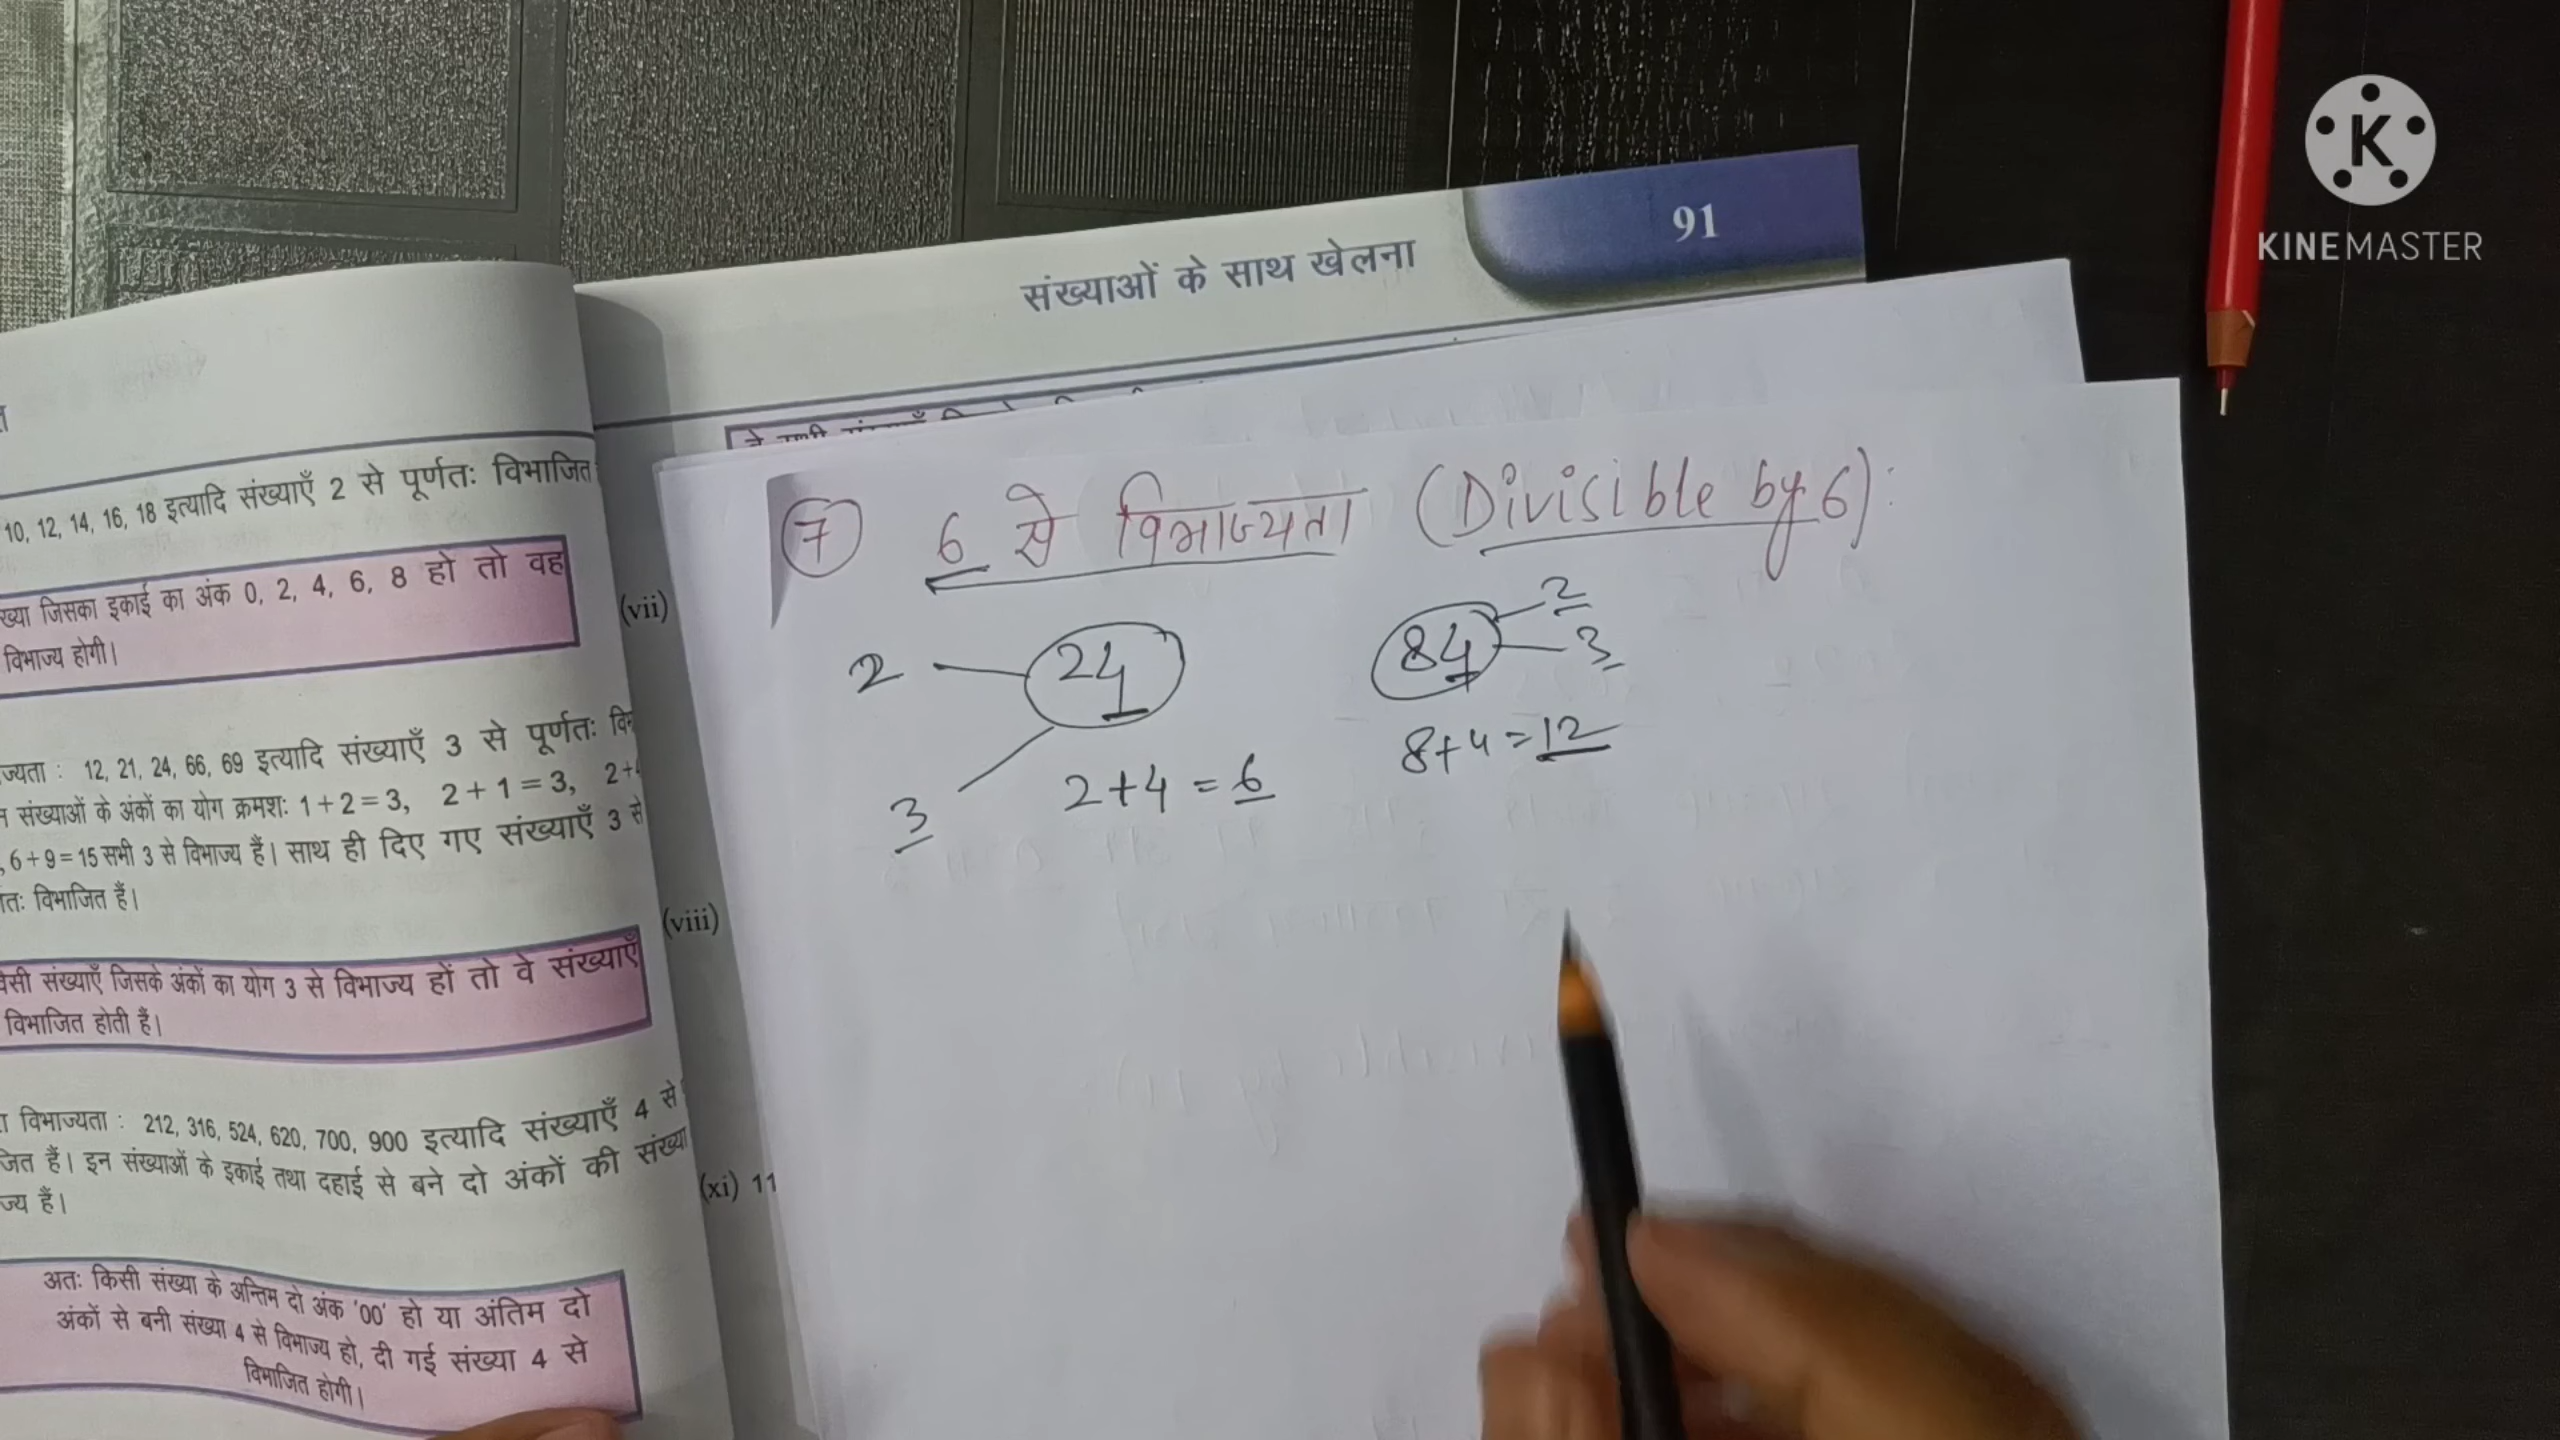 KINEMASTER
91
संख्याओं के साथ खेलना
10, 12, 14, 16, 18 इत्यादि संख्याएँ 2 से पूर्णतः विभाजित
जिसका इकाई का अंक 0, 2, 4, 6, 8 हो तो वह
विभाज्य होगी।
12, 21, 24, 66, 69 इत्यादि संख्याएँ 3 से पूर्णतः
संख्याओं के अंकों का योग क्रमशः 1+2=3, 2+1=3, 2+
6+9=15 सभी 3 से विभाज्य हैं। साथ ही दिए गए संख्याएँ 3 से
विभाजित हैं।
संख्याएँ जिसके अंकों का योग 3 से विभाज्य हों तो वे संख्याएँ
विभाजित होती हैं।
विभाज्यता : 212, 316, 524, 620, 700, 900 इत्यादि संख्याएँ 4 से
हैं। इन संख्याओं के इकाई तथा दहाई से बने दो अंकों की संख्या
हैं।
अतः किसी संख्या के अन्तिम दो अंक '00' हो या अंतिम दो
अंकों से बनी संख्या 4 से विभाज्य हो, दी गई संख्या 4 से
विभाजित होगी।
(vii)
(viii)
(xi) 11
7 6 से विभाज्यता (Divisible by 6):
2 24 84 2
3
8+4=12
3 2+4=6